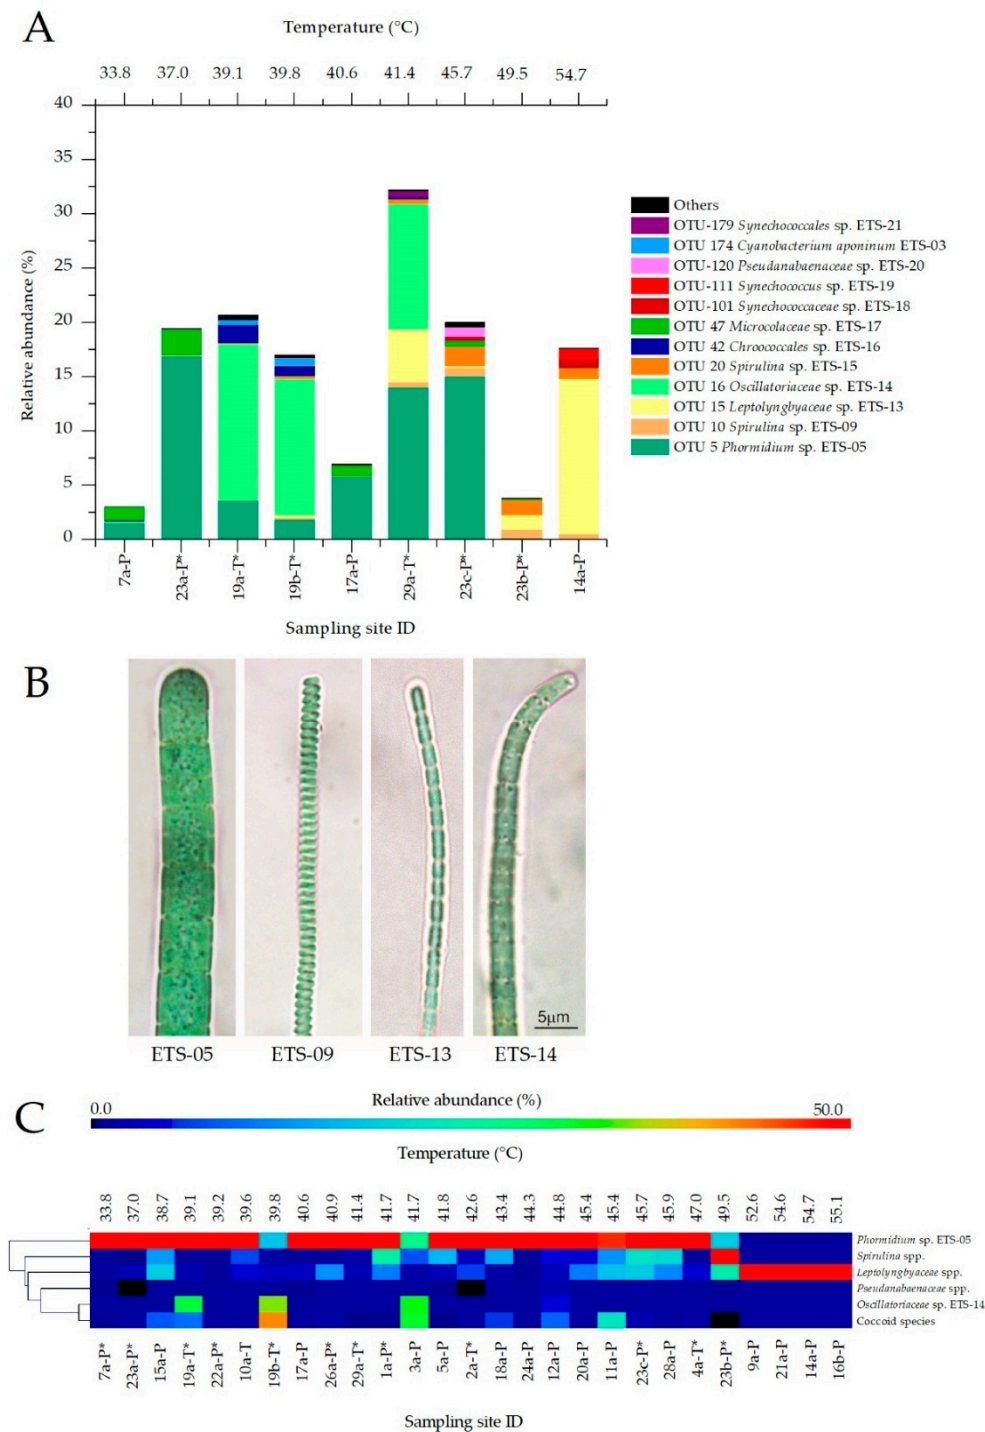 A
Temperature (°C)
33.8 37.0 39.1 39.8 40.6 41.4 45.7 49.5 54.7
40
35
30
25
20
15
10
5
0
Relative abundance (%)
7a-P 23a-P* 19a-T* 19b-T* 17a-P 29a-T* 23c-P* 23b-P* 14a-P
Sampling site ID
Others
OTU-179 Synechococcales sp. ETS-21
OTU 174 Cyanobacterium aponinum ETS-03
OTU-120 Pseudanabaenaceae sp. ETS-20
OTU-111 Synechococcus sp. ETS-19
OTU-101 Synechococcaceae sp. ETS-18
OTU 47 Microcolaceae sp. ETS-17
OTU 42 Chroococcales sp. ETS-16
OTU 20 Spirulina sp. ETS-15
OTU 16 Oscillatoriaceae sp. ETS-14
OTU 15 Leptolyngbyaceae sp. ETS-13
OTU 10 Spirulina sp. ETS-09
OTU 5 Phormidium sp. ETS-05
B
5µm
ETS-05 ETS-09 ETS-13 ETS-14
C
Relative abundance (%)
0.0 50.0
Temperature (°C)
33.8 37.0 38.7 39.1 39.2 39.6 39.8 40.6 40.9 41.4 41.7 41.7 41.8 42.6 43.4 44.3 44.8 45.4 45.4 45.7 45.9 47.0 49.5 52.6 54.6 54.7 55.1
Phormidium sp. ETS-05
Spirulina spp.
Leptolyngbyaceae spp.
Pseudanabaenaceae spp.
Oscillatoriaceae sp. ETS-14
Coccoid species
7a-P* 23a-P* 15a-P 19a-T* 22a-P* 10a-T 19b-T* 17a-P 26a-P* 29a-T* 1a-P* 3a-P 5a-P 2a-T* 18a-P 24a-P 12a-P 20a-P 11a-P 23c-P* 28a-P 4a-T* 23b-P* 9a-P 21a-P 14a-P 16b-P
Sampling site ID